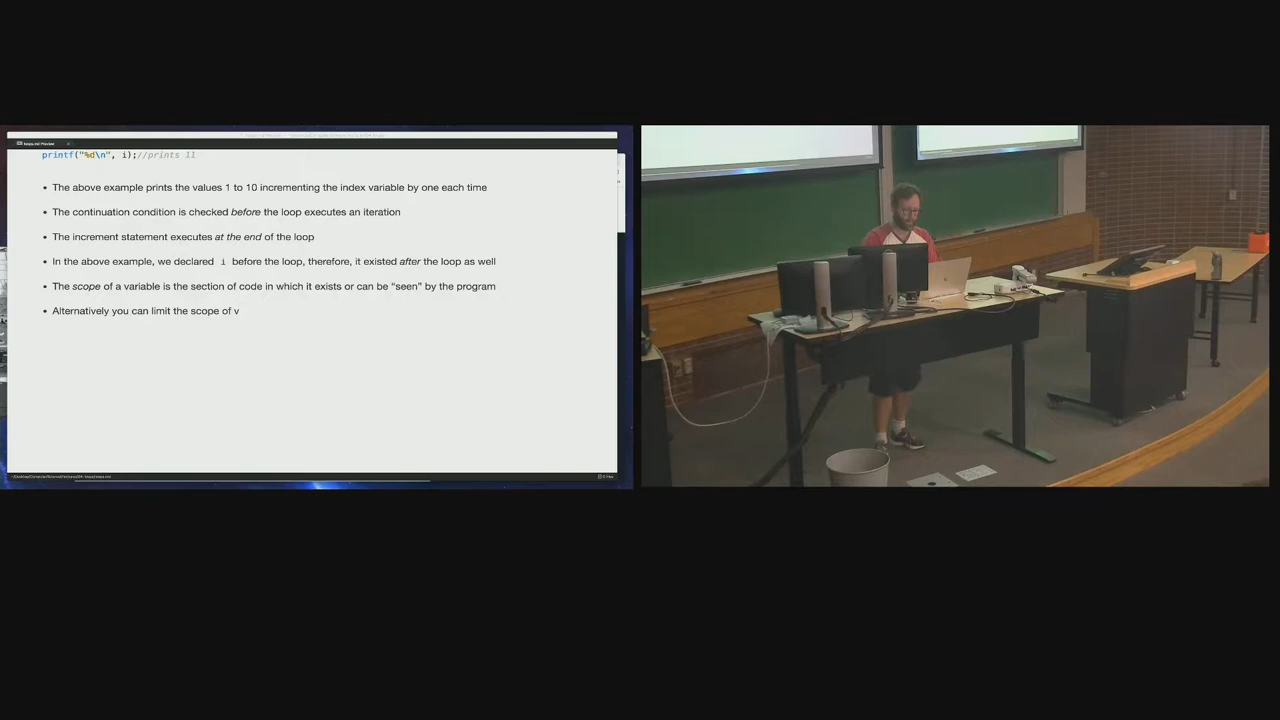 loops.md Preview
printf("%d\n", i);//prints 11
• The above example prints the values 1 to 10 incrementing the index variable by one each time
• The continuation condition is checked before the loop executes an iteration
• The increment statement executes at the end of the loop
• In the above example, we declared i before the loop, therefore, it existed after the loop as well
• The scope of a variable is the section of code in which it exists or can be “seen” by the program
• Alternatively you can limit the scope of v